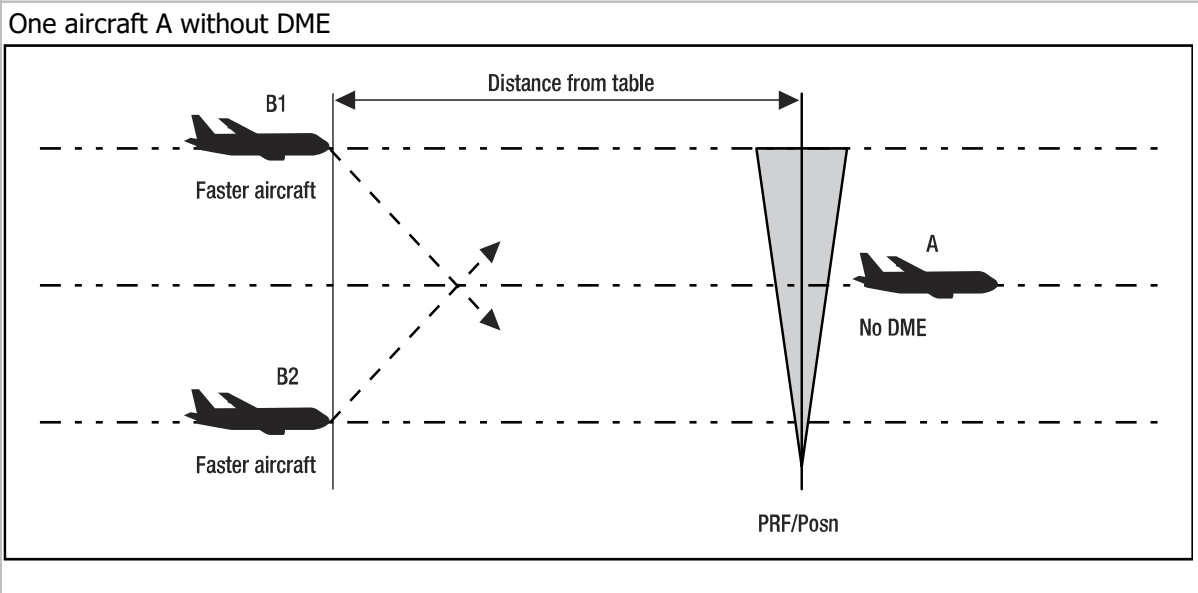 One aircraft A without DME
Distance from table
B1
Faster aircraft
A
No DME
B2
Faster aircraft
PRF/Posn